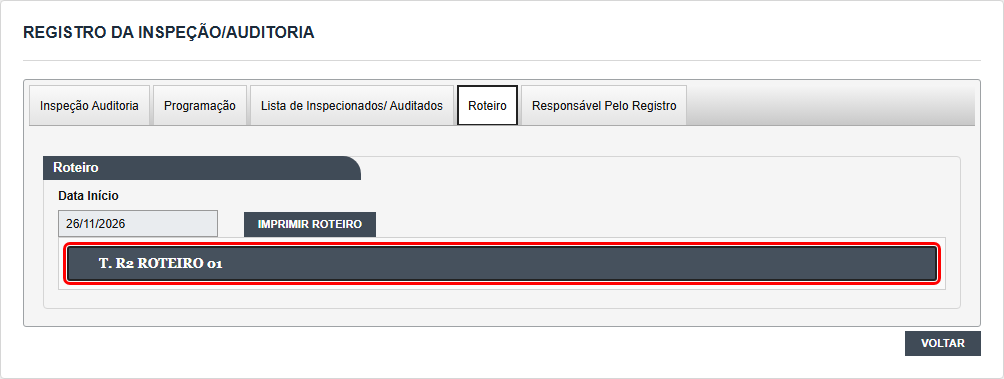 REGISTRO DA INSPEÇÃO/AUDITORIA
Inspeção Auditoria
Programação
Lista de Inspecionados/ Auditados
Roteiro
Responsável Pelo Registro
Roteiro
Data Início
26/11/2026
IMPRIMIR ROTEIRO
T. R2 ROTEIRO 01
VOLTAR